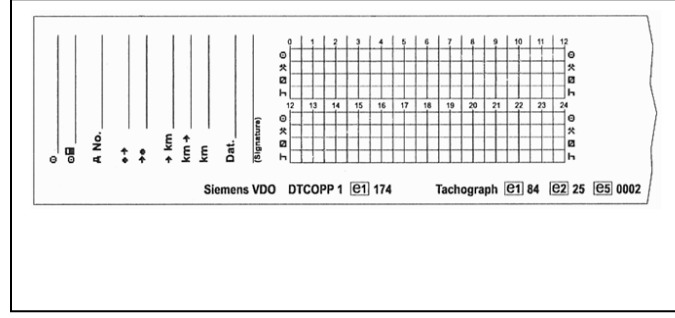 No.
km
km
km
Dat.
(Signature)
0 1 2 3 4 5 6 7 8 9 10 11 12
12 13 14 15 16 17 18 19 20 21 22 23 24
Siemens VDO DTCOPP 1 e1 174 Tachograph e1 84 e2 25 e5 0002